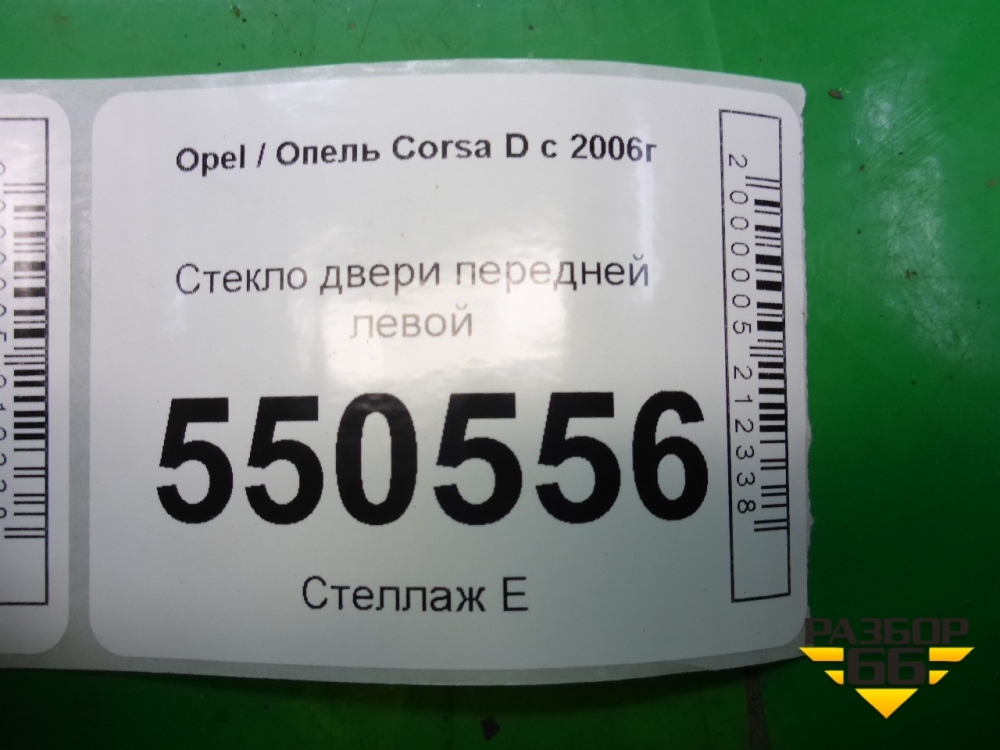 Opel / Опель Corsa D с 2006г
Стекло двери передней
левой
550556
Стеллаж Е
2000005212338
РАЗБОР
66